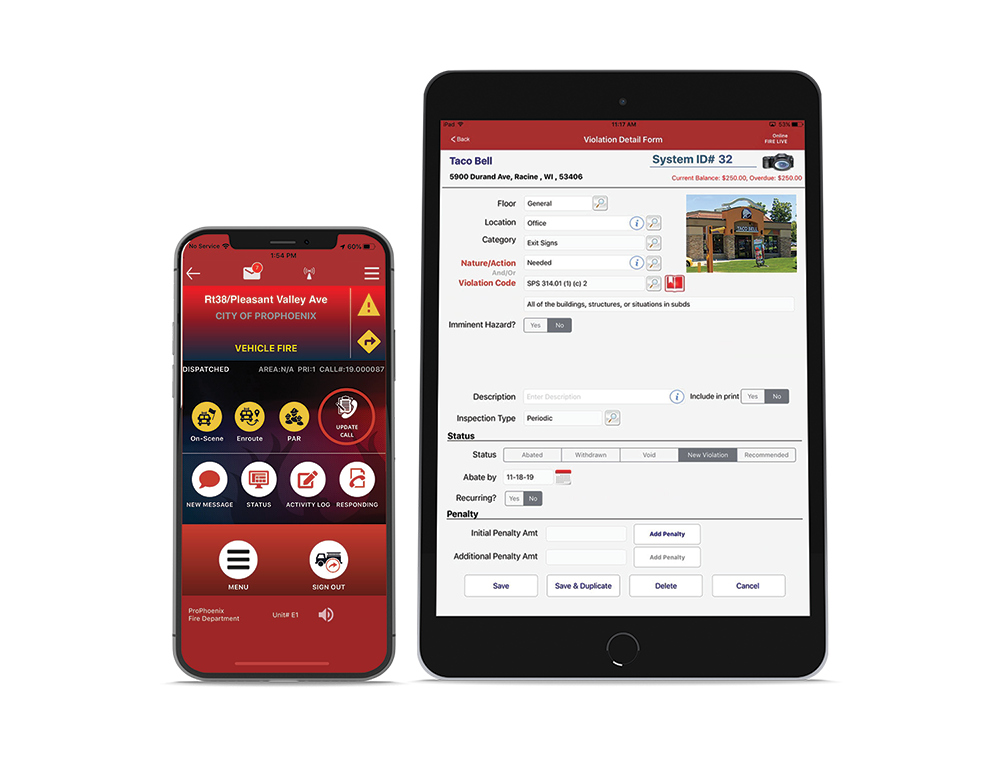 No Service 60%
1:54 PM
7
Rt38/Pleasant Valley Ave
CITY OF PROPHOENIX
VEHICLE FIRE
DISPATCHED AREA:N/A PRI:1 CALL#:19.000087
On-Scene Enroute PAR UPDATE CALL
NEW MESSAGE STATUS ACTIVITY LOG RESPONDING
MENU SIGN OUT
ProPhoenix
Fire Department Unit# E1
iPad 11:17 AM 53%
Back Violation Detail Form Online
FIRE LIVE
Taco Bell System ID# 32
5900 Durand Ave, Racine , WI , 53406 Current Balance: $250.00, Overdue: $250.00
Floor General
Location Office i
Category Exit Signs
TACO BELL
Nature/Action Needed i
And/Or
Violation Code SPS 314.01 (1) (c) 2
All of the buildings, structures, or situations in subds
Imminent Hazard? Yes No
Description Enter Description i Include in print Yes No
Inspection Type Periodic
Status
Status Abated Withdrawn Void New Violation Recommended
Abate by 11-18-19
Recurring? Yes No
Penalty
Initial Penalty Amt Add Penalty
Additional Penalty Amt Add Penalty
Save Save & Duplicate Delete Cancel